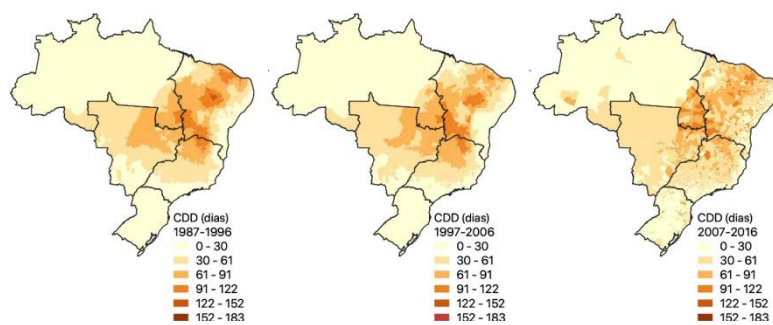 CDD (dias)
1987-1996
0 - 30
30 - 61
61 - 91
91 - 122
122 - 152
152 - 183
CDD (dias)
1997-2006
0 - 30
30 - 61
61 - 91
91 - 122
122 - 152
152 - 183
CDD (dias)
2007-2016
0 - 30
30 - 61
61 - 91
91 - 122
122 - 152
152 - 183